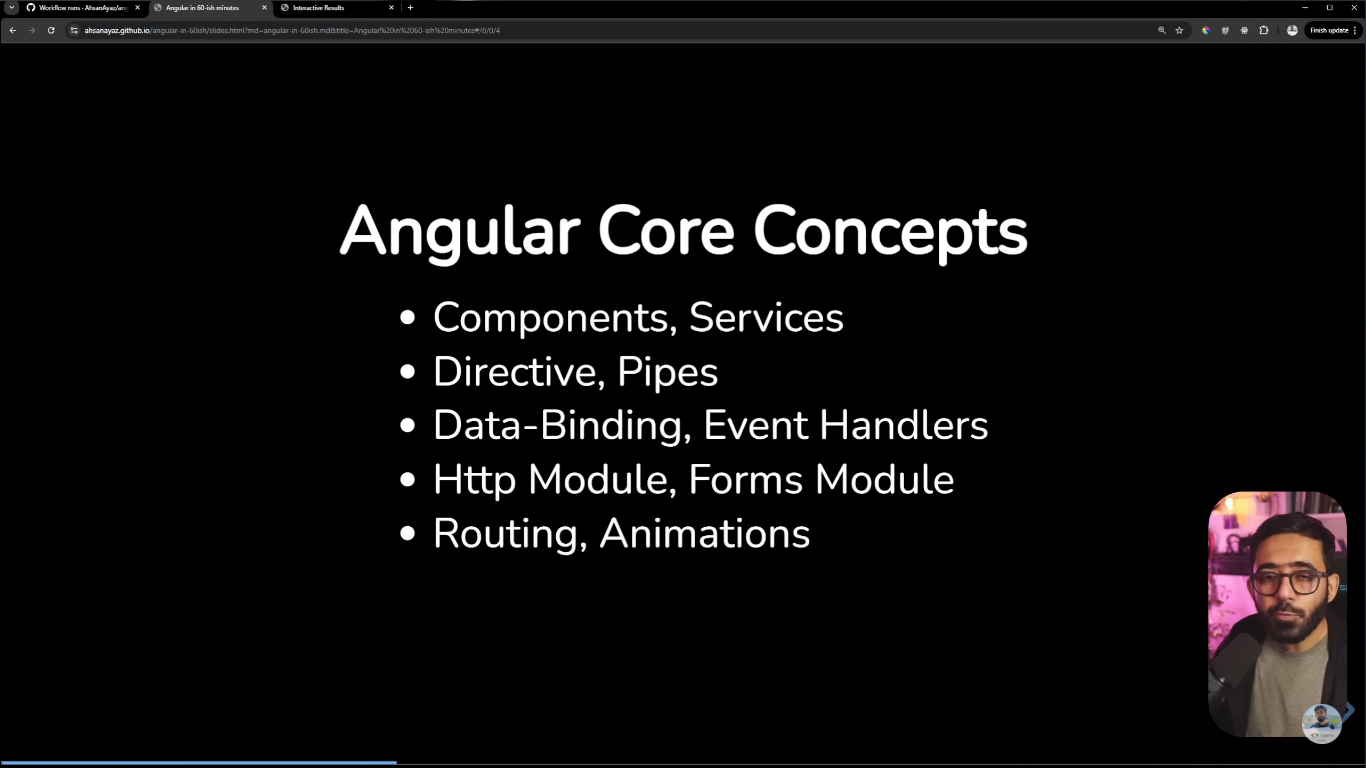 Workflow runs - AhsanAyaz/ang
Angular in 60-ish minutes
Interactive Results
ahsanayaz.github.io/angular-in-60ish/slides.html?md=angular-in-60ish.md&title=Angular%20in%2060-ish%20minutes#/8/0/4
Finish update
Angular Core Concepts
Components, Services
Directive, Pipes
Data-Binding, Event Handlers
Http Module, Forms Module
Routing, Animations